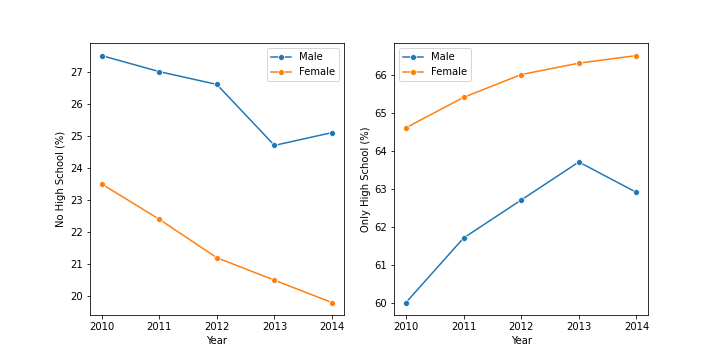 No High School (%)
27
26
25
24
23
22
21
20
Male
Female
2010 2011 2012 2013 2014
Year
Only High School (%)
66
65
64
63
62
61
60
Male
Female
2010 2011 2012 2013 2014
Year